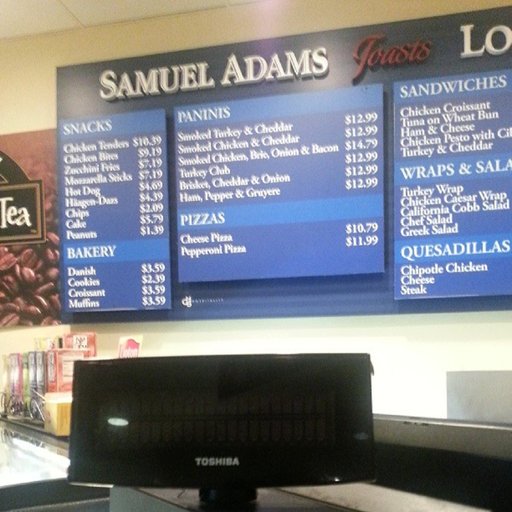 SAMUEL ADAMS Toasts LO
SNACKS
Chicken Tenders $10.39
Chicken Bites $9.19
Zucchini Fries $7.19
Mozzarella Sticks $7.19
Hot Dog $4.69
Häagen-Dazs $4.39
Chips $2.09
Cake $5.79
Peanuts $1.39
BAKERY
Danish $3.59
Cookies $2.39
Croissant $3.59
Muffins $3.59
PANINIS
Smoked Turkey & Cheddar $12.99
Smoked Chicken & Cheddar $12.99
Smoked Chicken, Brie, Onion & Bacon $14.79
Turkey Club $12.99
Brisket, Cheddar & Onion $12.99
Ham, Pepper & Gruyere $12.99
PIZZAS
Cheese Pizza $10.79
Pepperoni Pizza $11.99
SANDWICHES
Chicken Croissant
Tuna on Wheat Bun
Ham & Cheese
Chicken Pesto with Cil
Turkey & Cheddar
WRAPS & SALA
Turkey Wrap
Chicken Caesar Wrap
California Cobb Salad
Chef Salad
Greek Salad
QUESADILLAS
Chipotle Chicken
Cheese
Steak
Tea
TOSHIBA